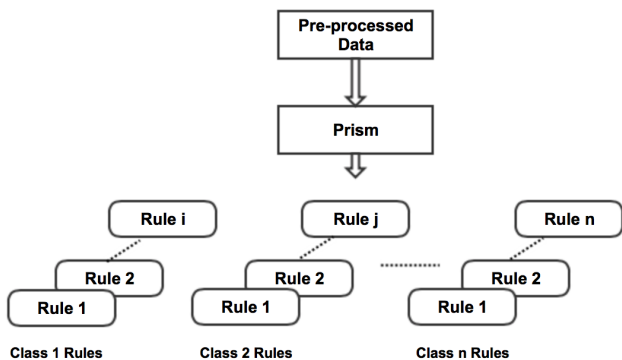 Pre-processed
Data
Prism
Rule i
Rule j
Rule n
Rule 2
Rule 2
Rule 2
Rule 1
Rule 1
Rule 1
Class 1 Rules
Class 2 Rules
Class n Rules